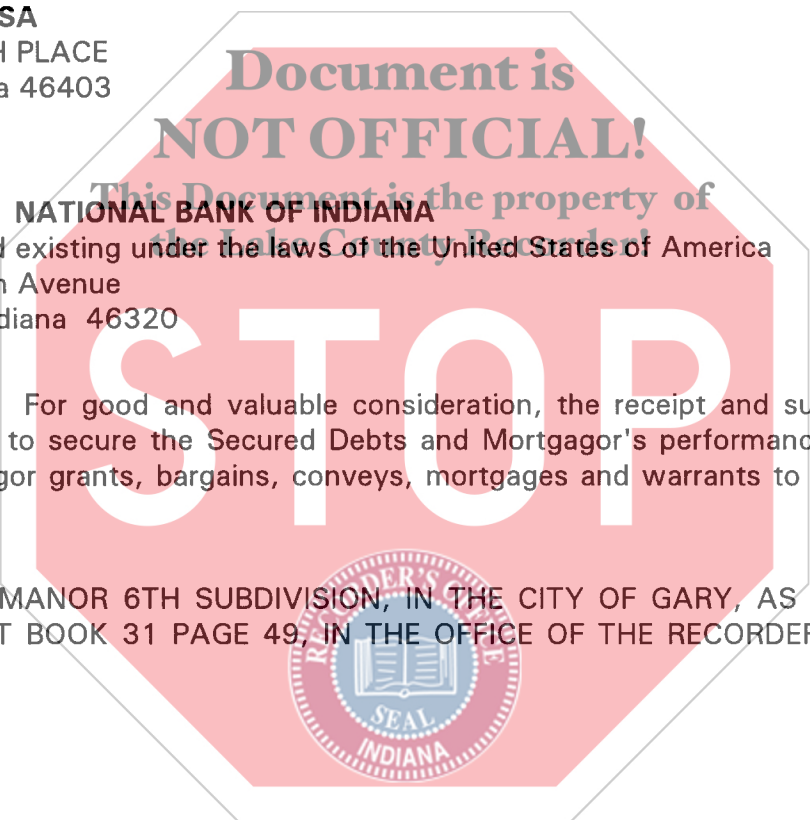 SA
H PLACE
a 46403
Document is
NOT OFFICIAL!
This Document is the property of
NATIONAL BANK OF INDIANA
the Lake County Recorder!
d existing under the laws of the United States of America
n Avenue
diana 46320
STOP
For good and valuable consideration, the receipt and su
to secure the Secured Debts and Mortgagor's performanc
gor grants, bargains, conveys, mortgages and warrants to
MANOR 6TH SUBDIVISION, IN THE CITY OF GARY, AS
T BOOK 31 PAGE 49, IN THE OFFICE OF THE RECORDER
RECORDER'S OFFICE
SEAL
INDIANA